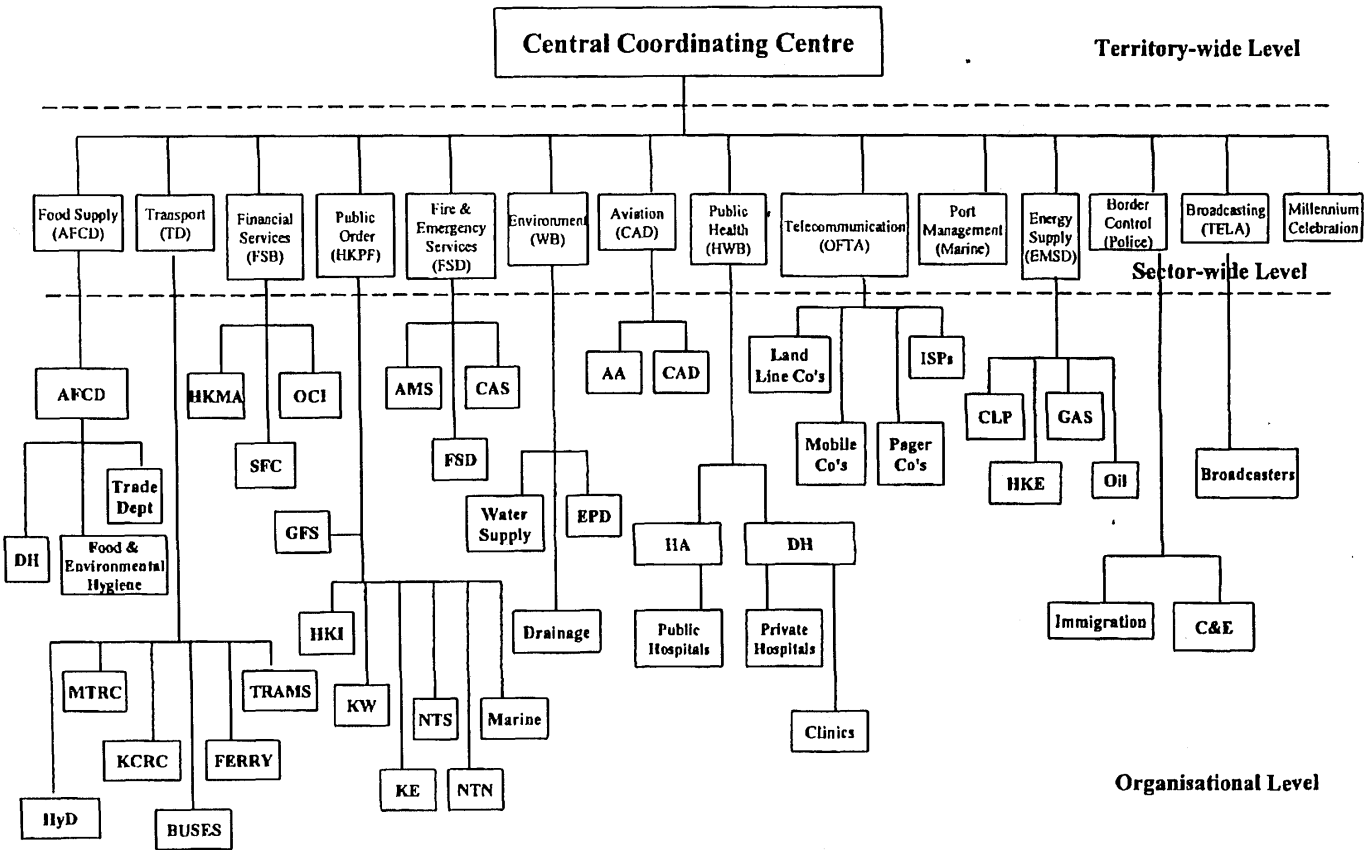 Central Coordinating Centre
Territory-wide Level
Food Supply
(AFCD)
Transport
(TD)
Financial
Services
(FSB)
Public
Order
(HKPF)
Fire &
Emergency
Services
(FSD)
Environment
(WB)
Aviation
(CAD)
Public
Health
(HWB)
Telecommunication
(OFTA)
Port
Management
(Marine)
Energy
Supply
(EMSD)
Border
Control
(Police)
Broadcasting
(TELA)
Millennium
Celebration
Sector-wide Level
AFCD
DH
Food &
Environmental
Hygiene
Trade
Dept
HyD
MTRC
KCRC
BUSES
FERRY
TRAMS
HKMA
SFC
OCI
GFS
HKI
KW
KE
NTS
NTN
Marine
AMS
FSD
CAS
Water
Supply
Drainage
EPD
AA
CAD
HA
Public
Hospitals
DH
Private
Hospitals
Clinics
Land
Line Co's
Mobile
Co's
Pager
Co's
ISPs
CLP
HKE
GAS
Oil
Immigration
C&E
Broadcasters
Organisational Level